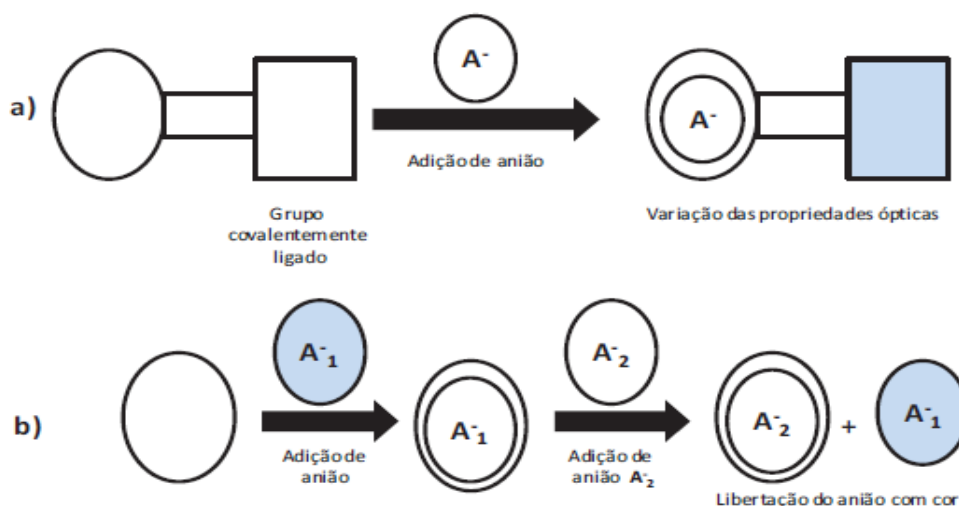 A⁻
a)
A⁻
Adição de anião
Grupo
covalentemente
ligado
Variação das propriedades ópticas
A⁻₁
A⁻₂
b)
A⁻₁
A⁻₂
+
A⁻₁
Adição de
anião
Adição de
anião A⁻₂
Libertação do anião com cor